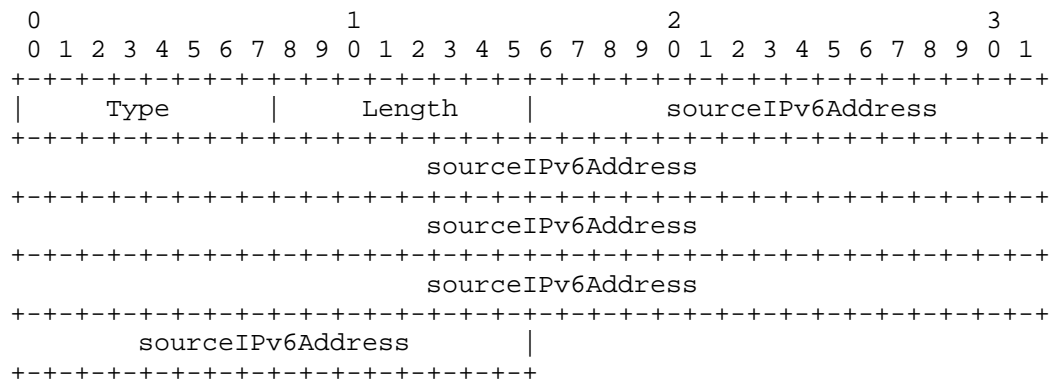 0                   1                   2                   3
 0 1 2 3 4 5 6 7 8 9 0 1 2 3 4 5 6 7 8 9 0 1 2 3 4 5 6 7 8 9 0 1
+-+-+-+-+-+-+-+-+-+-+-+-+-+-+-+-+-+-+-+-+-+-+-+-+-+-+-+-+-+-+-+-+
|     Type      |     Length    |        sourceIPv6Address
+-+-+-+-+-+-+-+-+-+-+-+-+-+-+-+-+-+-+-+-+-+-+-+-+-+-+-+-+-+-+-+-+
                          sourceIPv6Address
+-+-+-+-+-+-+-+-+-+-+-+-+-+-+-+-+-+-+-+-+-+-+-+-+-+-+-+-+-+-+-+-+
                          sourceIPv6Address
+-+-+-+-+-+-+-+-+-+-+-+-+-+-+-+-+-+-+-+-+-+-+-+-+-+-+-+-+-+-+-+-+
                          sourceIPv6Address
+-+-+-+-+-+-+-+-+-+-+-+-+-+-+-+-+-+-+-+-+-+-+-+-+-+-+-+-+-+-+-+-+
        sourceIPv6Address       |
+-+-+-+-+-+-+-+-+-+-+-+-+-+-+-+-+